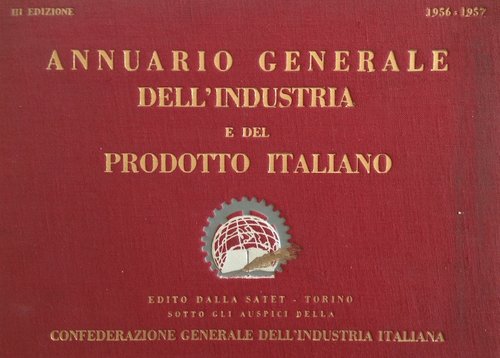 III EDIZIONE
1956-1957
ANNUARIO GENERALE
DELL'INDUSTRIA
E DEL
PRODOTTO ITALIANO
EDITO DALLA SATET - TORINO
SOTTO GLI AUSPICI DELLA
CONFEDERAZIONE GENERALE DELL'INDUSTRIA ITALIANA